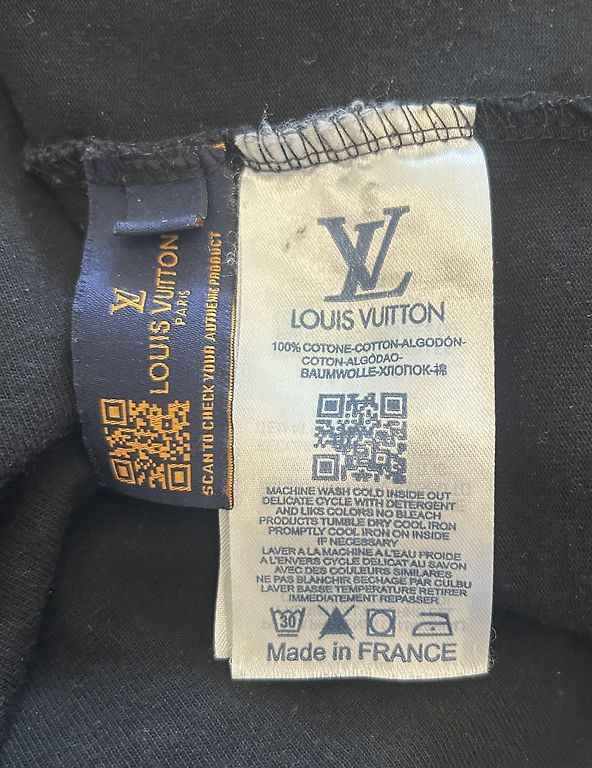 LV
LOUIS VUITTON
PARIS
SCAN TO CHECK YOUR AUTHENIC PRODUCT
LV
LOUIS VUITTON
100% COTONE-COTTON-ALGODÓN-
COTON-ALGÓDAO-
BAUMWOLLE-ХЛОПОК-棉
MACHINE WASH COLD INSIDE OUT
DELICATE CYCLE WITH DETERGENT
AND LIKS COLORS NO BLEACH
PRODUCTS TUMBLE DRY COOL IRON
PROMPTLY COOL IRON ON INSIDE
IF NECESSARY
LAVER A LA MACHINE A L'EAU FROIDE
A L'ENVERS CYCLE DELICAT AU SAVON
AVEC DES COULEURS SIMILARES
NE PAS BLANCHIR SECHAGE PAR CULBU
LAVER BASSE TEMPERATURE RETIRER
IMMEDIATEMENT REPASSER
30
Made in FRANCE